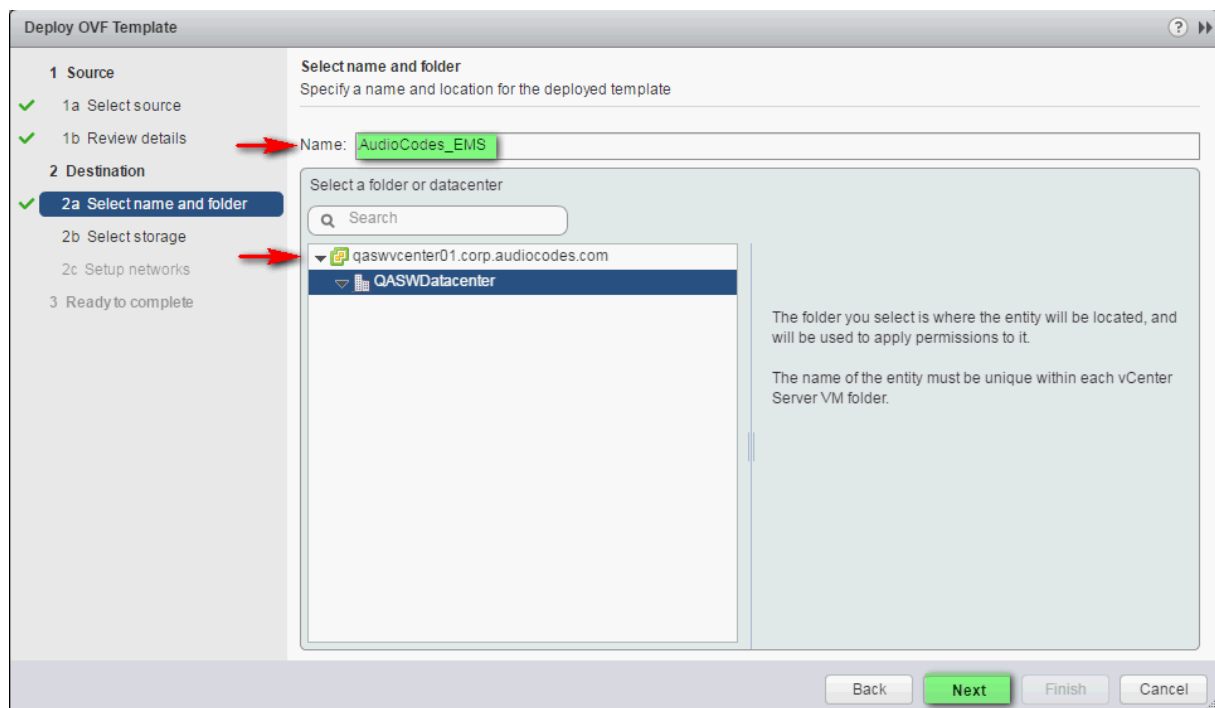 Deploy OVF Template
1 Source
1a Select source
1b Review details
2 Destination
2a Select name and folder
2b Select storage
2c Setup networks
3 Ready to complete
Select name and folder
Specify a name and location for the deployed template
Name: AudioCodes_EMS
Select a folder or datacenter
Search
qaswvcenter01.corp.audiocodes.com
QASWDatacenter
The folder you select is where the entity will be located, and
will be used to apply permissions to it.
The name of the entity must be unique within each vCenter
Server VM folder.
Back Next Finish Cancel